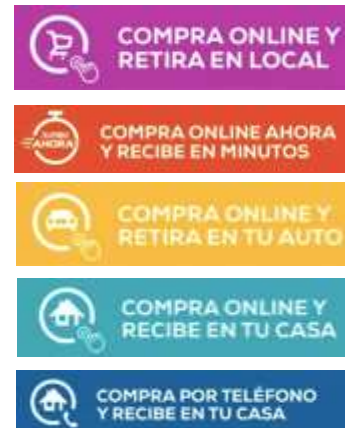 COMPRA ONLINE Y
RETIRA EN LOCAL
JUMBO
AHORA
COMPRA ONLINE AHORA
Y RECIBE EN MINUTOS
COMPRA ONLINE Y
RETIRA EN TU AUTO
COMPRA ONLINE Y
RECIBE EN TU CASA
COMPRA POR TELÉFONO
Y RECIBE EN TU CASA